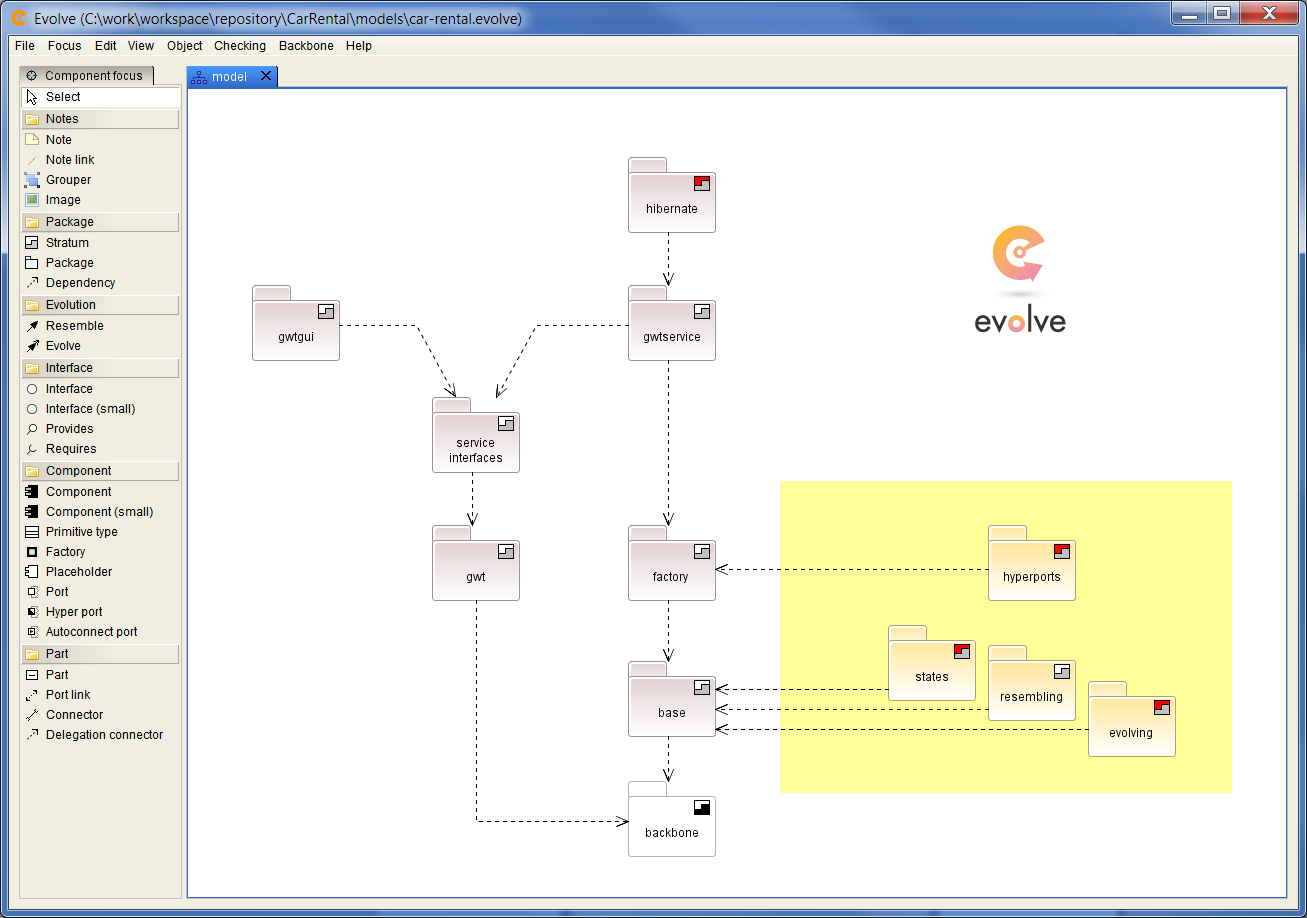 Evolve (C:\work\workspace\repository\CarRental\models\car-rental.evolve)
File Focus Edit View Object Checking Backbone Help
Component focus
model
Select
Notes
Note
Note link
Grouper
Image
Package
Stratum
Package
Dependency
Evolution
Resemble
Evolve
Interface
Interface
Interface (small)
Provides
Requires
Component
Component
Component (small)
Primitive type
Factory
Placeholder
Port
Hyper port
Autoconnect port
Part
Part
Port link
Connector
Delegation connector
hibernate
evolve
gwtgui
gwtservice
service
interfaces
gwt
factory
hyperports
states
resembling
base
evolving
backbone